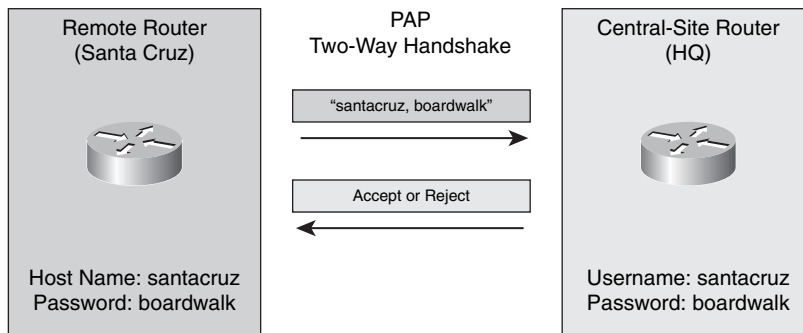 Remote Router
(Santa Cruz)
PAP
Two-Way Handshake
Central-Site Router
(HQ)
“santacruz, boardwalk”
Accept or Reject
Host Name: santacruz
Password: boardwalk
Username: santacruz
Password: boardwalk